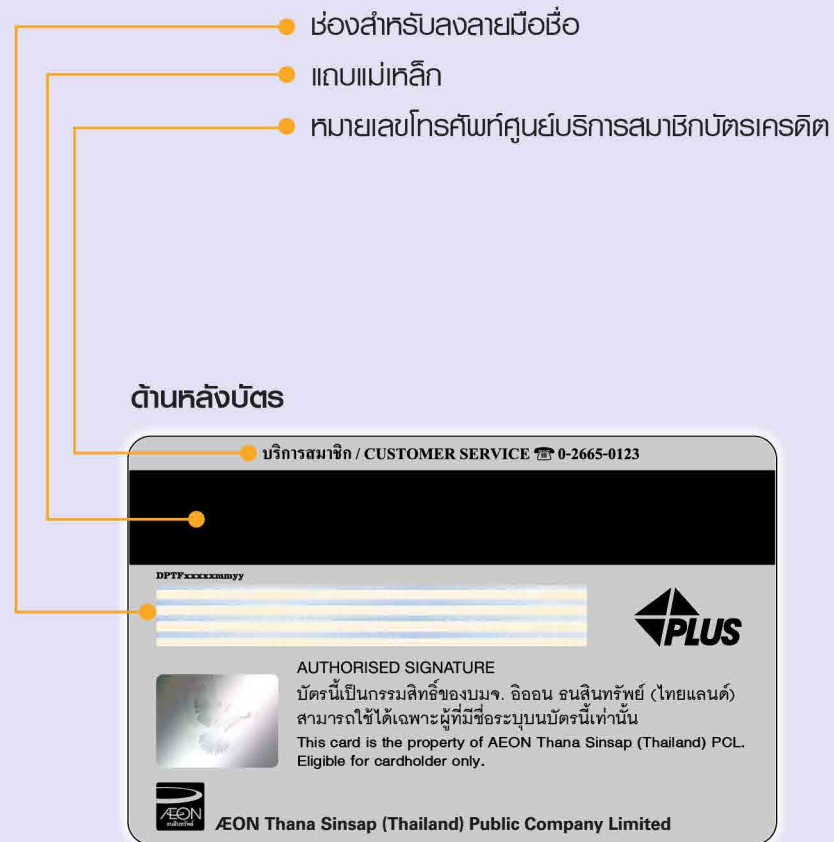 ช่องสำหรับลงลายมือชื่อ
แถบแม่เหล็ก
หมายเลขโทรศัพท์ศูนย์บริการสมาชิกบัตรเครดิต
ด้านหลังบัตร
บริการสมาชิก / CUSTOMER SERVICE ☎ 0-2665-0123
DPTFxxxxxmmyy
PLUS
AUTHORISED SIGNATURE
บัตรนี้เป็นกรรมสิทธิ์ของบมจ. อิออน ธนสินทรัพย์ (ไทยแลนด์)
สามารถใช้ได้เฉพาะผู้ที่มีชื่อระบุบนบัตรนี้เท่านั้น
This card is the property of AEON Thana Sinsap (Thailand) PCL.
Eligible for cardholder only.
ÆON
ธนสินทรัพย์
ÆON Thana Sinsap (Thailand) Public Company Limited